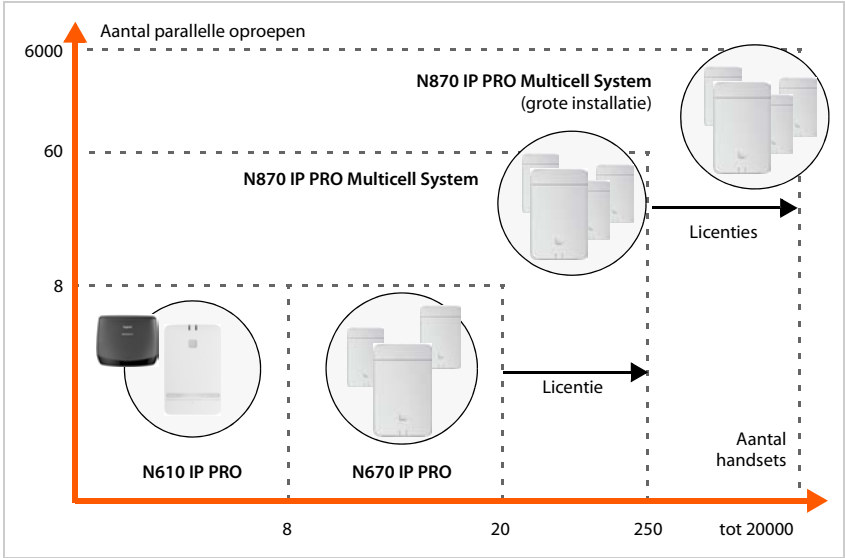 Aantal parallelle oproepen
6000
N870 IP PRO Multicell System
(grote installatie)
60
N870 IP PRO Multicell System
Licenties
8
Licentie
Aantal
handsets
N610 IP PRO
N670 IP PRO
8
20
250
tot 20000